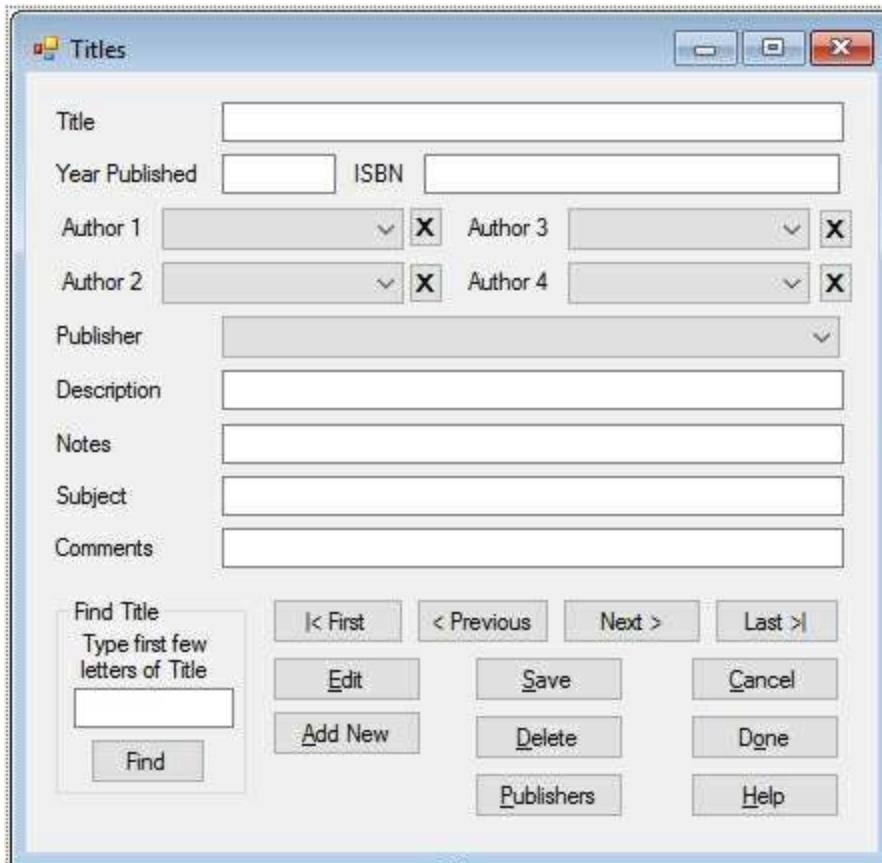 Titles
Title
Year Published ISBN
Author 1 X Author 3 X
Author 2 X Author 4 X
Publisher
Description
Notes
Subject
Comments
Find Title
Type first few
letters of Title
Find
|< First < Previous Next > Last >|
Edit Save Cancel
Add New Delete Done
Publishers Help